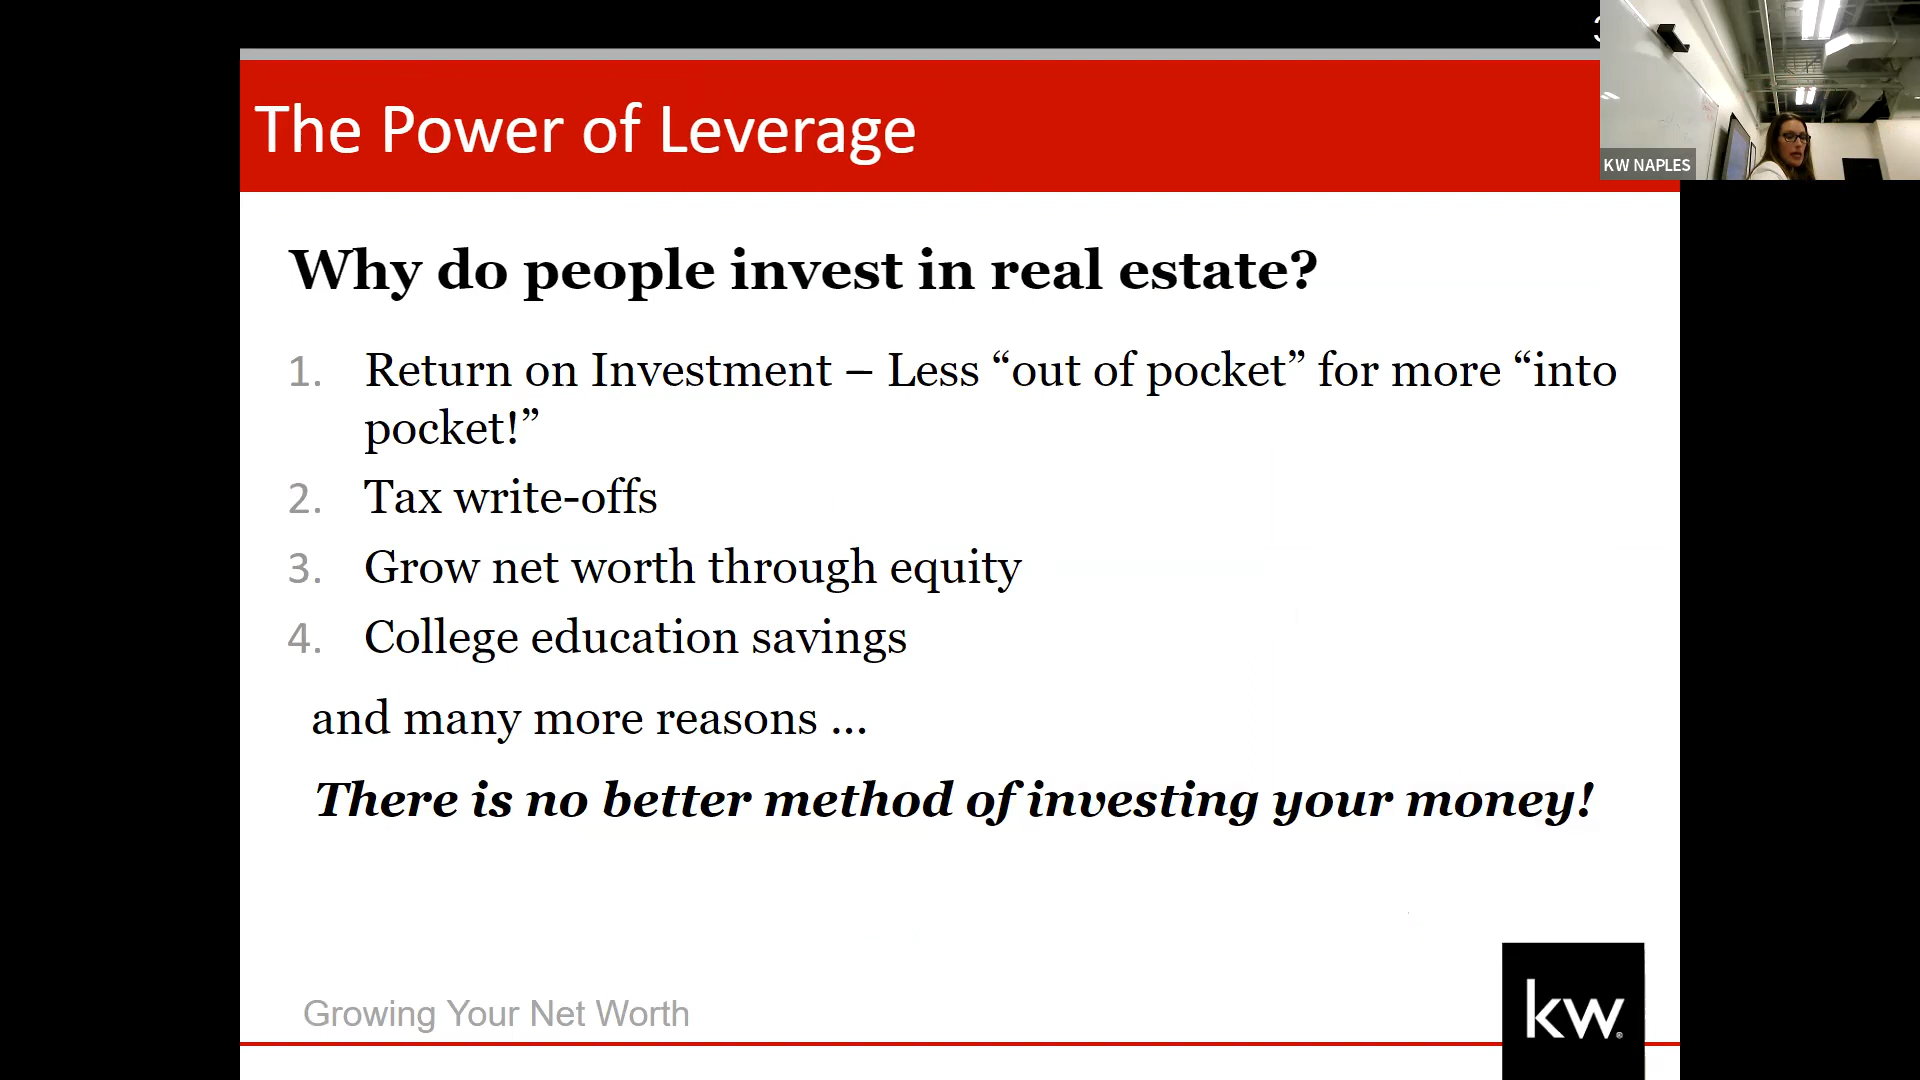 The Power of Leverage
KW NAPLES
Why do people invest in real estate?
1. Return on Investment – Less “out of pocket” for more “into
pocket!”
2. Tax write-offs
3. Grow net worth through equity
4. College education savings
and many more reasons ...
There is no better method of investing your money!
Growing Your Net Worth
kw®